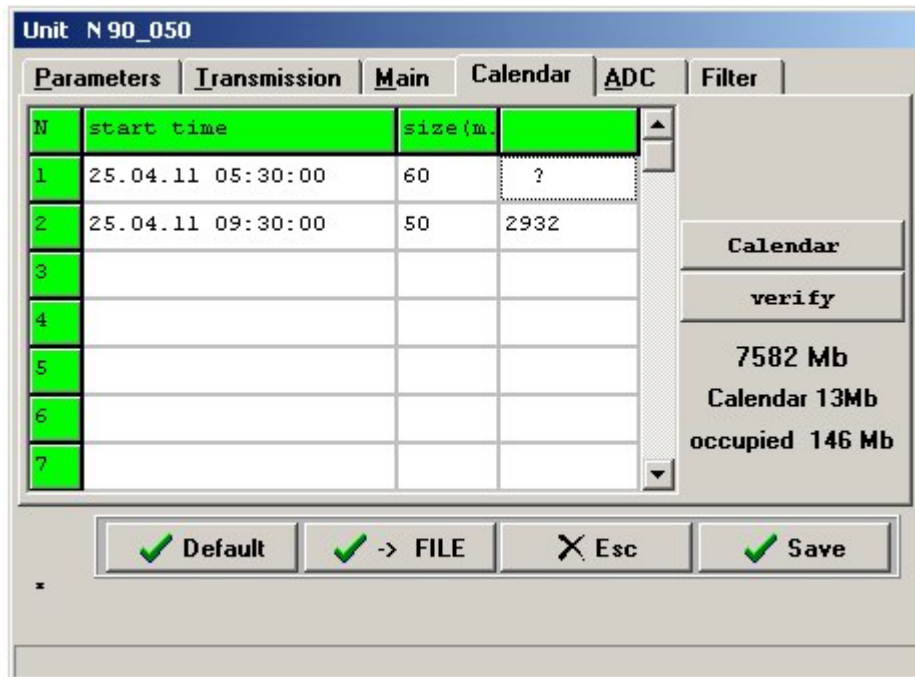 Unit N 90_050
Parameters Transmission Main Calendar ADC Filter
N start time size(m.
1 25.04.11 05:30:00 60 ?
2 25.04.11 09:30:00 50 2932
3
4
5
6
7
Calendar
verify
7582 Mb
Calendar 13Mb
occupied 146 Mb
Default -> FILE Esc Save